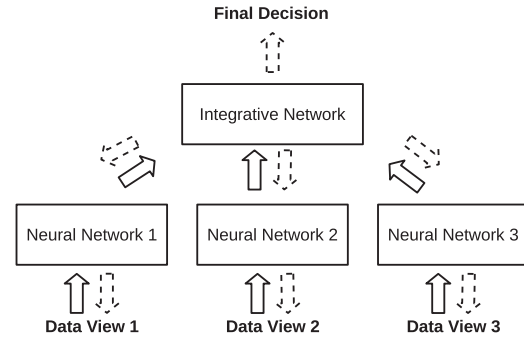 Final Decision
Integrative Network
Neural Network 1
Neural Network 2
Neural Network 3
Data View 1
Data View 2
Data View 3